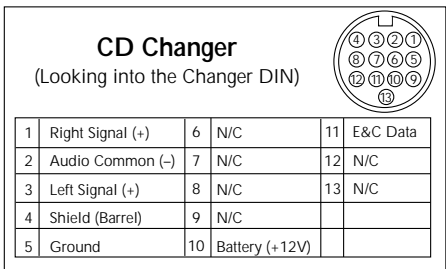 CD Changer
(Looking into the Changer DIN)
4 3 2 1
8 7 6 5
12 11 10 9
13
1 Right Signal (+) 6 N/C 11 E&C Data
2 Audio Common (–) 7 N/C 12 N/C
3 Left Signal (+) 8 N/C 13 N/C
4 Shield (Barrel) 9 N/C
5 Ground 10 Battery (+12V)